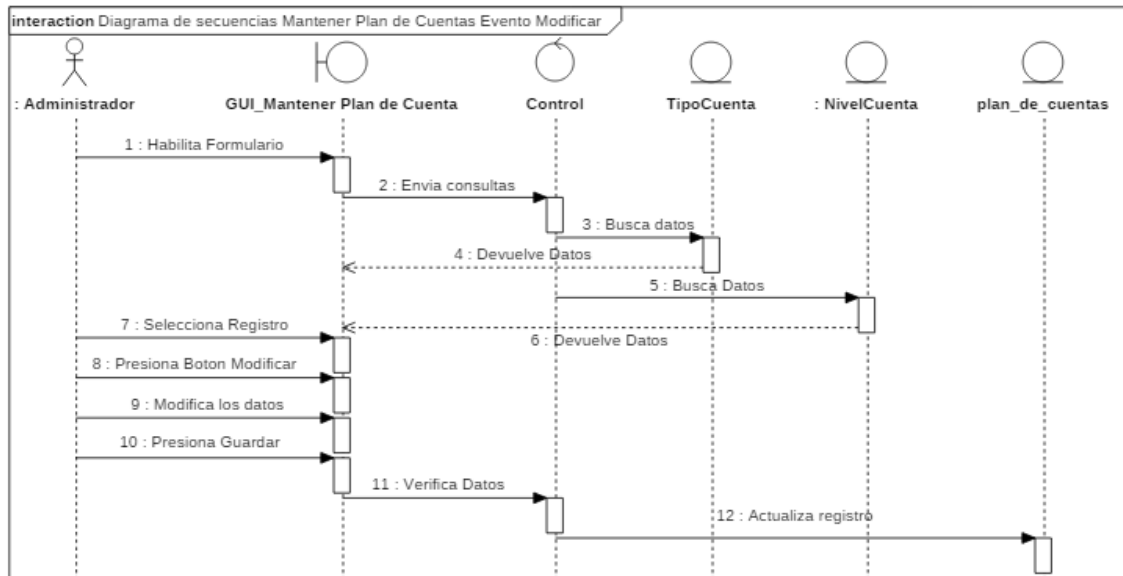 interaction Diagrama de secuencias Mantener Plan de Cuentas Evento Modificar
: Administrador
GUI_Mantener Plan de Cuenta
Control
TipoCuenta
: NivelCuenta
plan_de_cuentas
1 : Habilita Formulario
2 : Envia consultas
3 : Busca datos
4 : Devuelve Datos
5 : Busca Datos
7 : Selecciona Registro
6 : Devuelve Datos
8 : Presiona Boton Modificar
9 : Modifica los datos
10 : Presiona Guardar
11 : Verifica Datos
12 : Actualiza registro